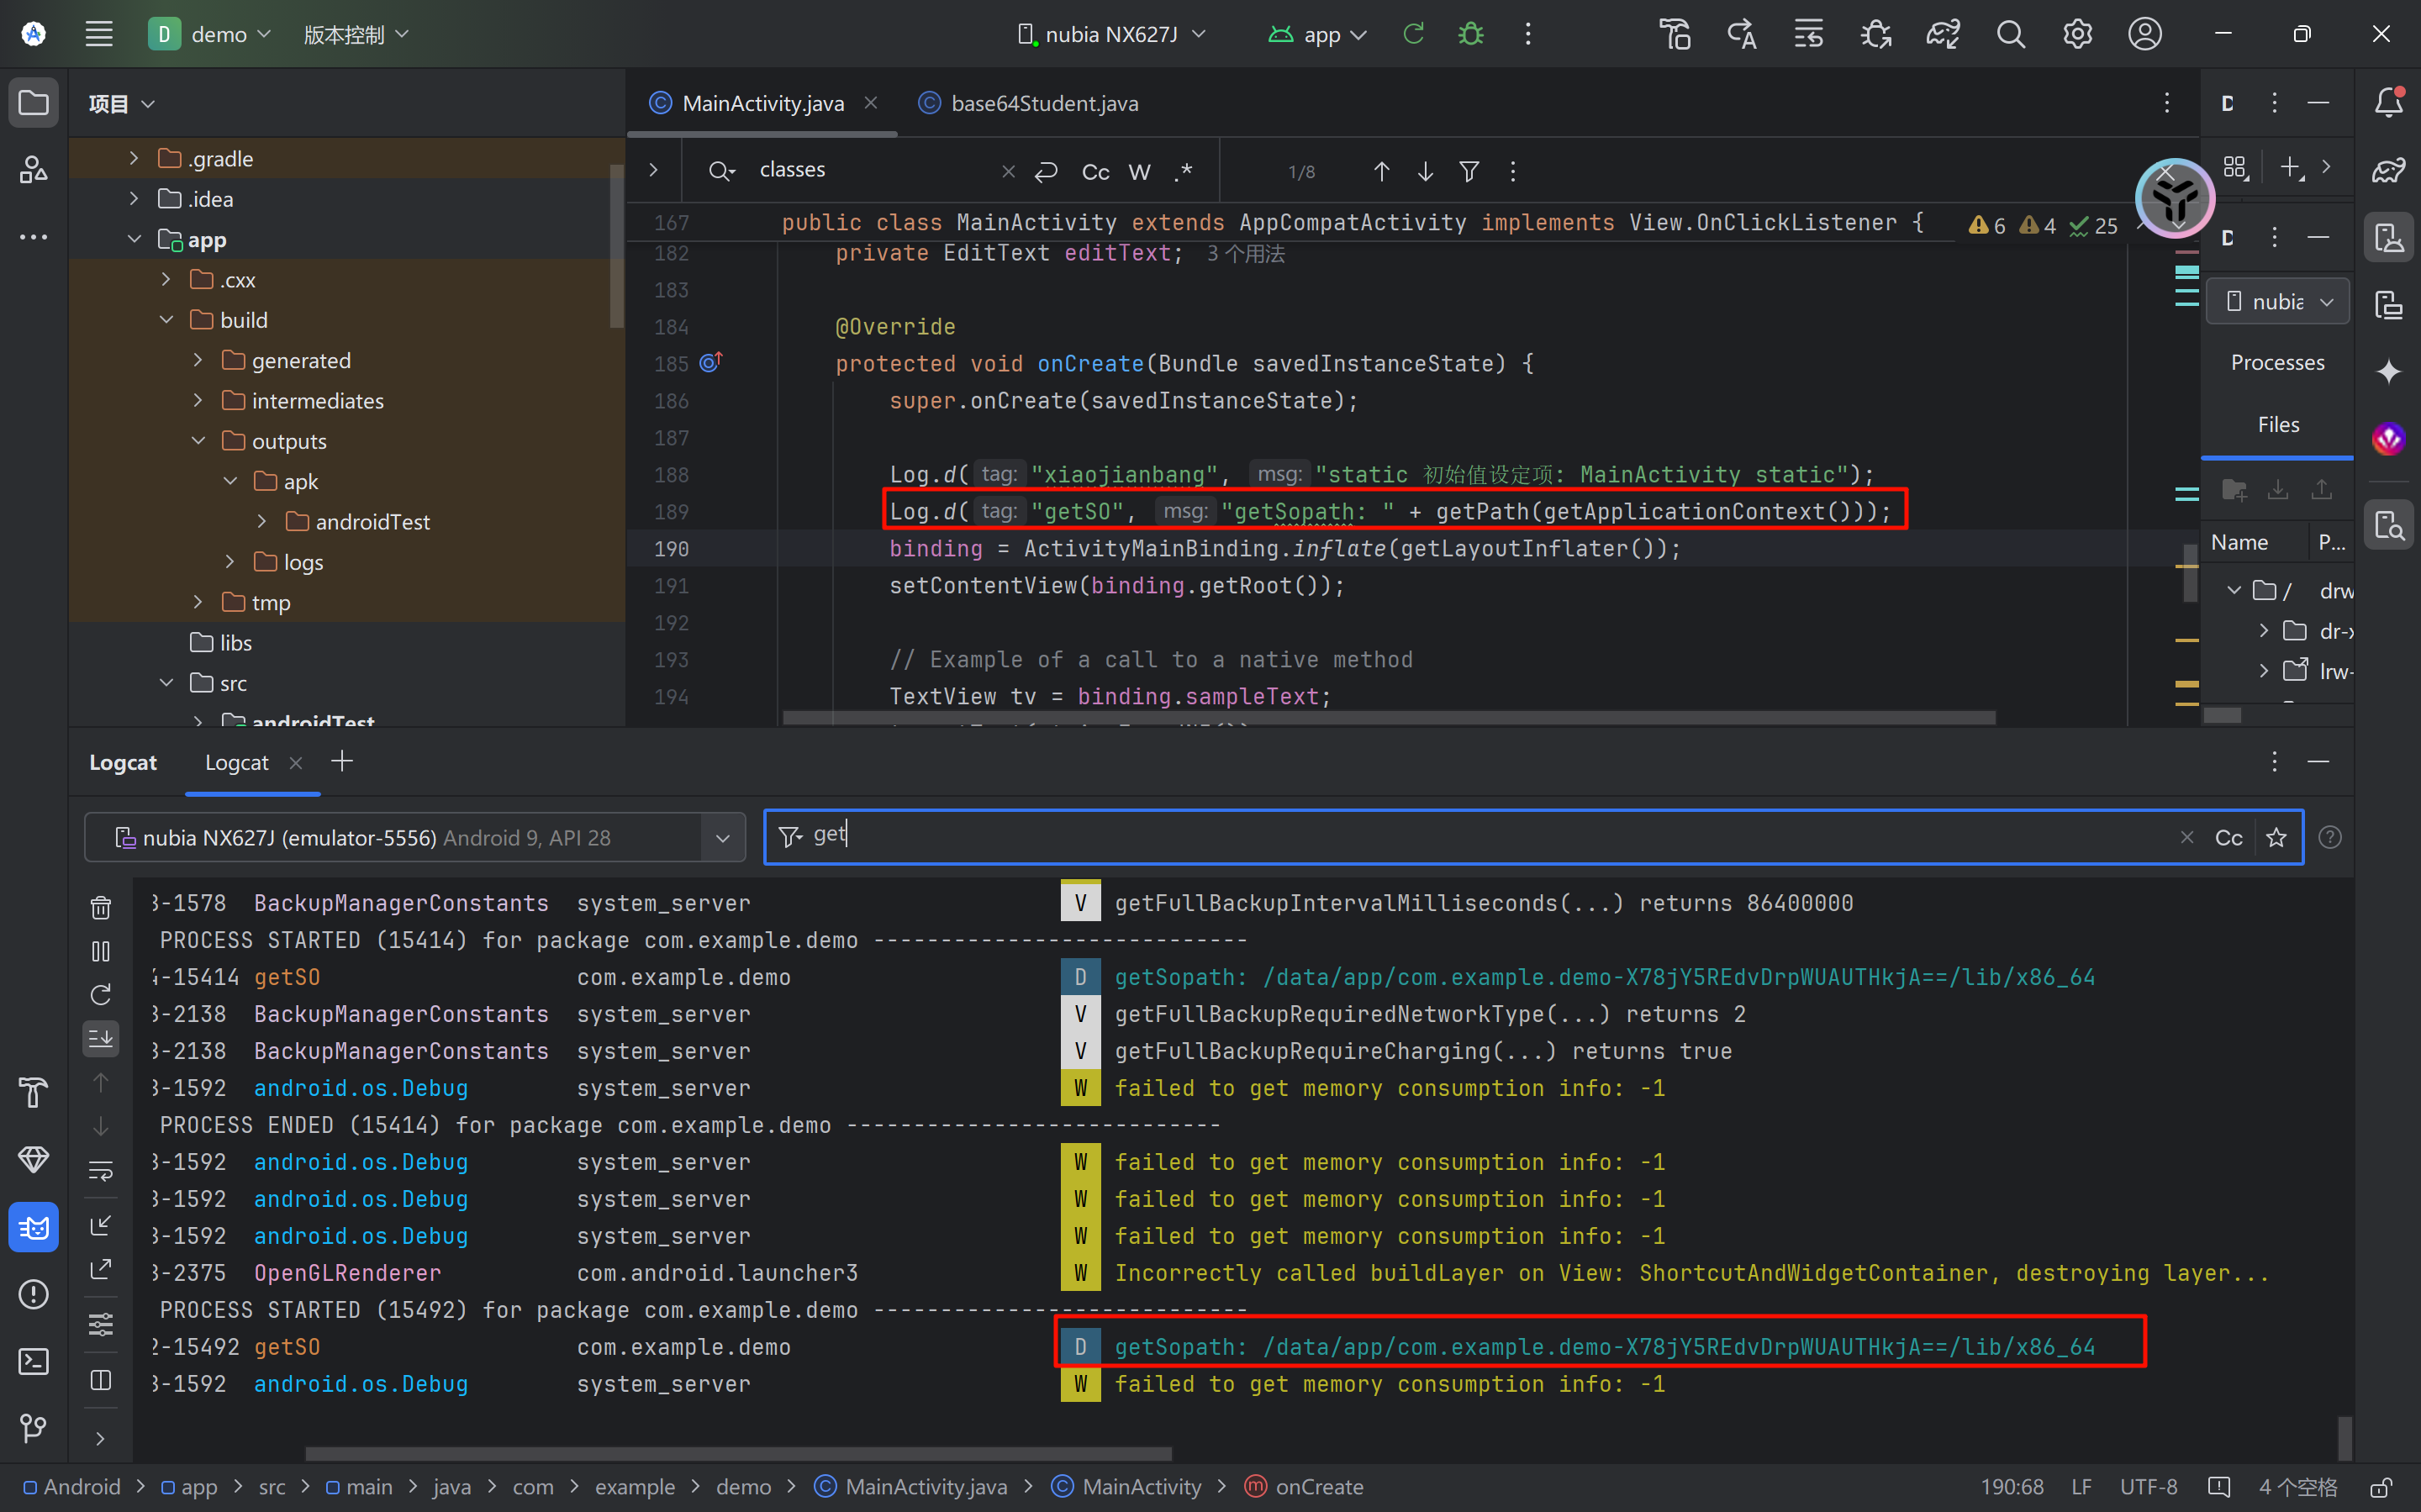 D demo 版本控制 nubia NX627J app
项目
.gradle
.idea
app
.cxx
build
generated
intermediates
outputs
apk
androidTest
logs
tmp
libs
src
androidTest
MainActivity.java base64Student.java
classes Cc W .* 1/8
167 public class MainActivity extends AppCompatActivity implements View.OnClickListener { 6 4 25
182 private EditText editText; 3 个用法
183
184 @Override
185 protected void onCreate(Bundle savedInstanceState) {
186 super.onCreate(savedInstanceState);
187
188 Log.d( tag: "xiaojianbang", msg: "static 初始值设定项: MainActivity static");
189 Log.d( tag: "getSO", msg: "getSopath: " + getPath(getApplicationContext()));
190 binding = ActivityMainBinding.inflate(getLayoutInflater());
191 setContentView(binding.getRoot());
192
193 // Example of a call to a native method
194 TextView tv = binding.sampleText;
D
D
nubia
Processes
Files
Name P...
/ drw
dr-x
lrw-
Logcat Logcat
nubia NX627J (emulator-5556) Android 9, API 28 get Cc
3-1578 BackupManagerConstants system_server V getFullBackupIntervalMilliseconds(...) returns 86400000
PROCESS STARTED (15414) for package com.example.demo ----------------------------
4-15414 getSO com.example.demo D getSopath: /data/app/com.example.demo-X78jY5REdvDrpWUAUTHkjA==/lib/x86_64
3-2138 BackupManagerConstants system_server V getFullBackupRequiredNetworkType(...) returns 2
3-2138 BackupManagerConstants system_server V getFullBackupRequireCharging(...) returns true
3-1592 android.os.Debug system_server W failed to get memory consumption info: -1
PROCESS ENDED (15414) for package com.example.demo ----------------------------
3-1592 android.os.Debug system_server W failed to get memory consumption info: -1
3-1592 android.os.Debug system_server W failed to get memory consumption info: -1
3-1592 android.os.Debug system_server W failed to get memory consumption info: -1
3-2375 OpenGLRenderer com.android.launcher3 W Incorrectly called buildLayer on View: ShortcutAndWidgetContainer, destroying layer...
PROCESS STARTED (15492) for package com.example.demo ----------------------------
2-15492 getSO com.example.demo D getSopath: /data/app/com.example.demo-X78jY5REdvDrpWUAUTHkjA==/lib/x86_64
3-1592 android.os.Debug system_server W failed to get memory consumption info: -1
Android > app > src > main > java > com > example > demo > MainActivity.java > MainActivity > onCreate 190:68 LF UTF-8 4 个空格